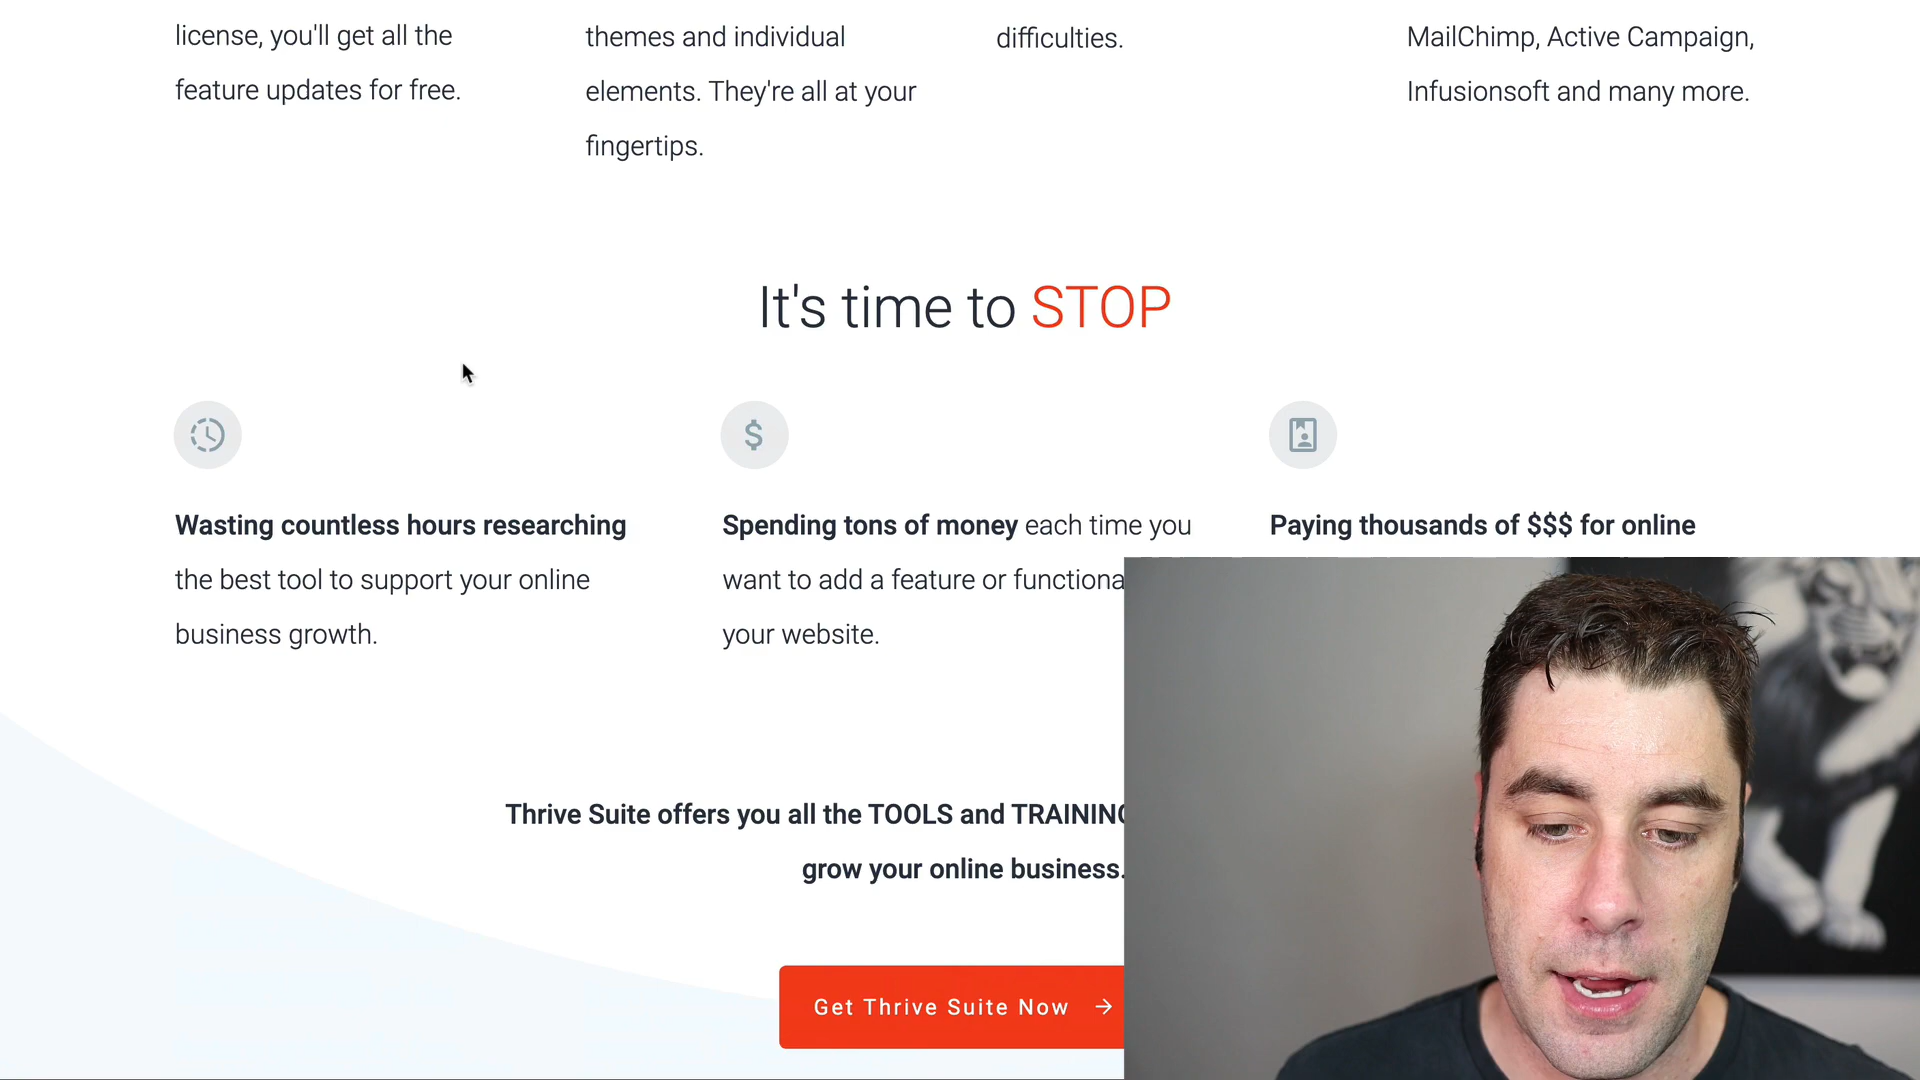 license, you'll get all the
feature updates for free.
themes and individual
elements. They're all at your
fingertips.
difficulties.
MailChimp, Active Campaign,
Infusionsoft and many more.
It's time to STOP
Wasting countless hours researching
the best tool to support your online
business growth.
Spending tons of money each time you
want to add a feature or functiona
your website.
Paying thousands of $$$ for online
Thrive Suite offers you all the TOOLS and TRAINING
grow your online business.
Get Thrive Suite Now →